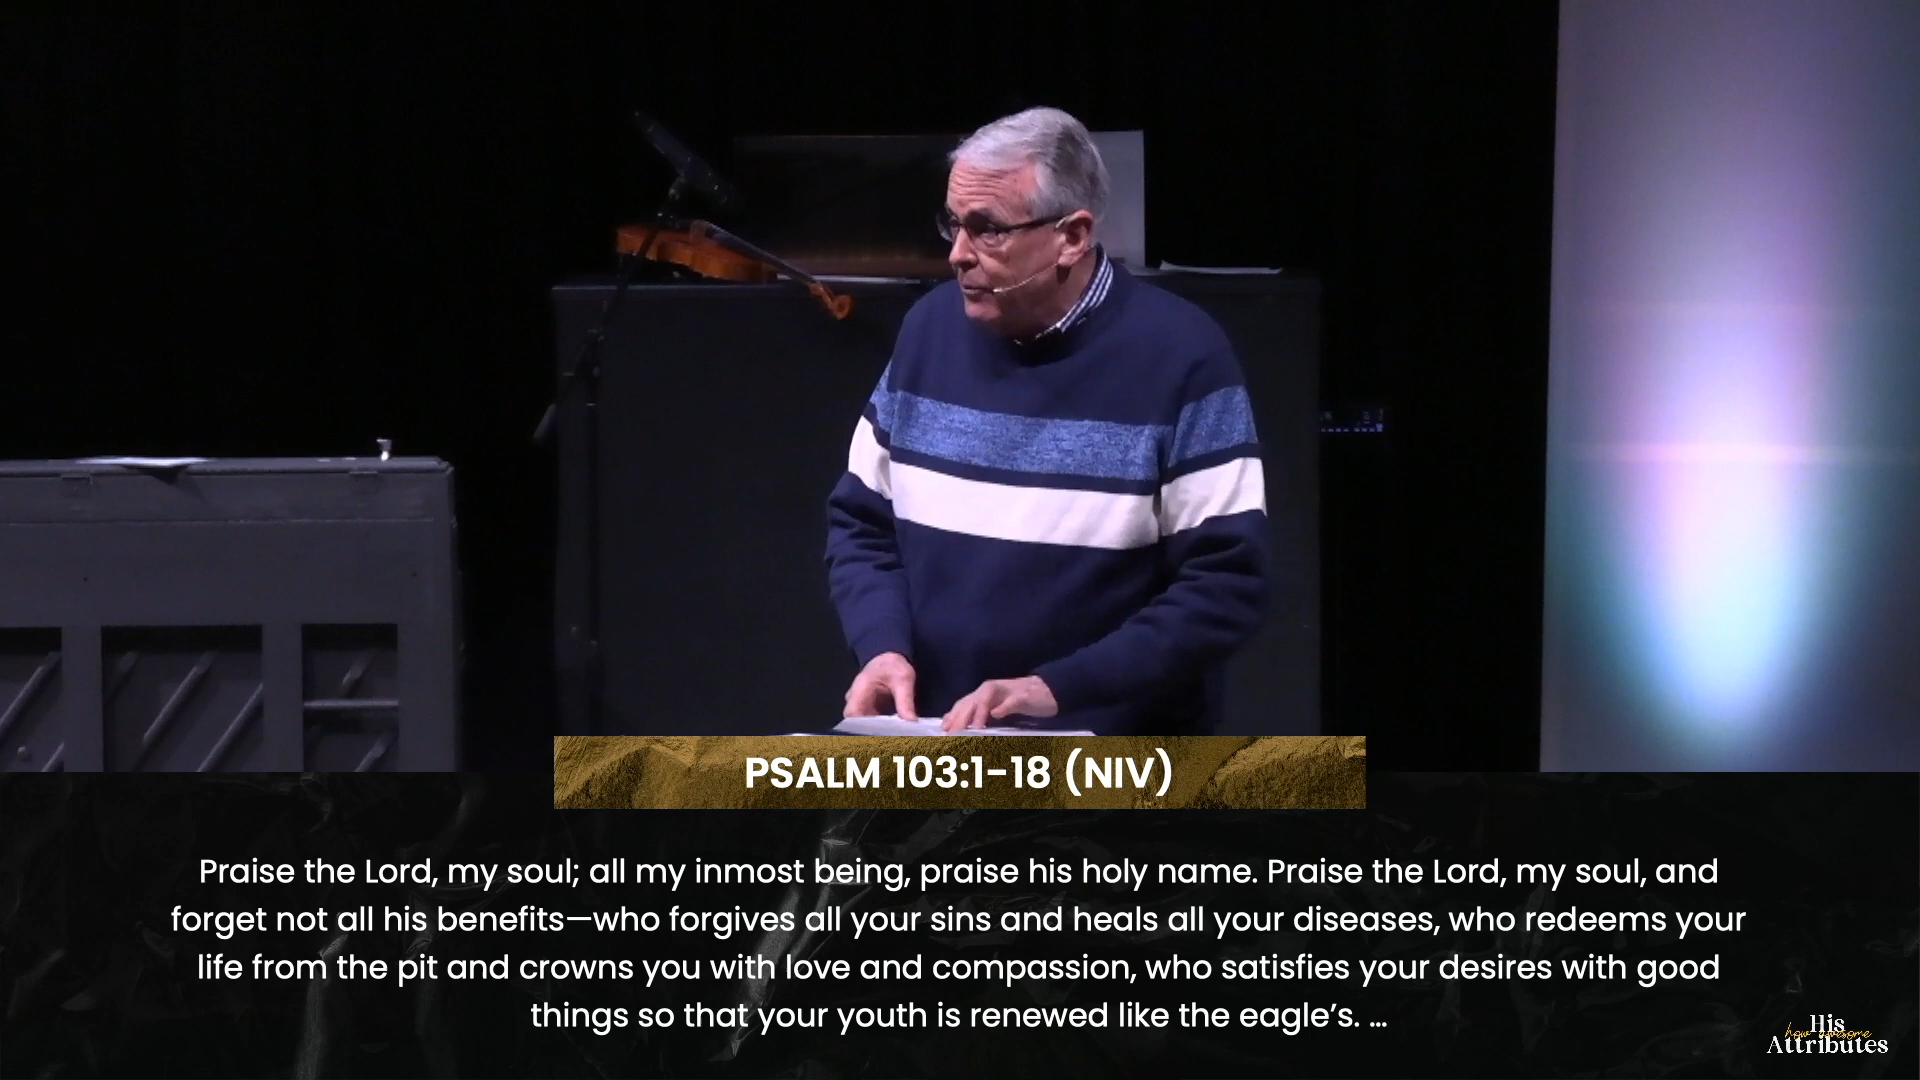 PSALM 103:1-18 (NIV)
Praise the Lord, my soul; all my inmost being, praise his holy name. Praise the Lord, my soul, and
forget not all his benefits—who forgives all your sins and heals all your diseases, who redeems your
life from the pit and crowns you with love and compassion, who satisfies your desires with good
things so that your youth is renewed like the eagle’s. ...
His
how awesome
Attributes